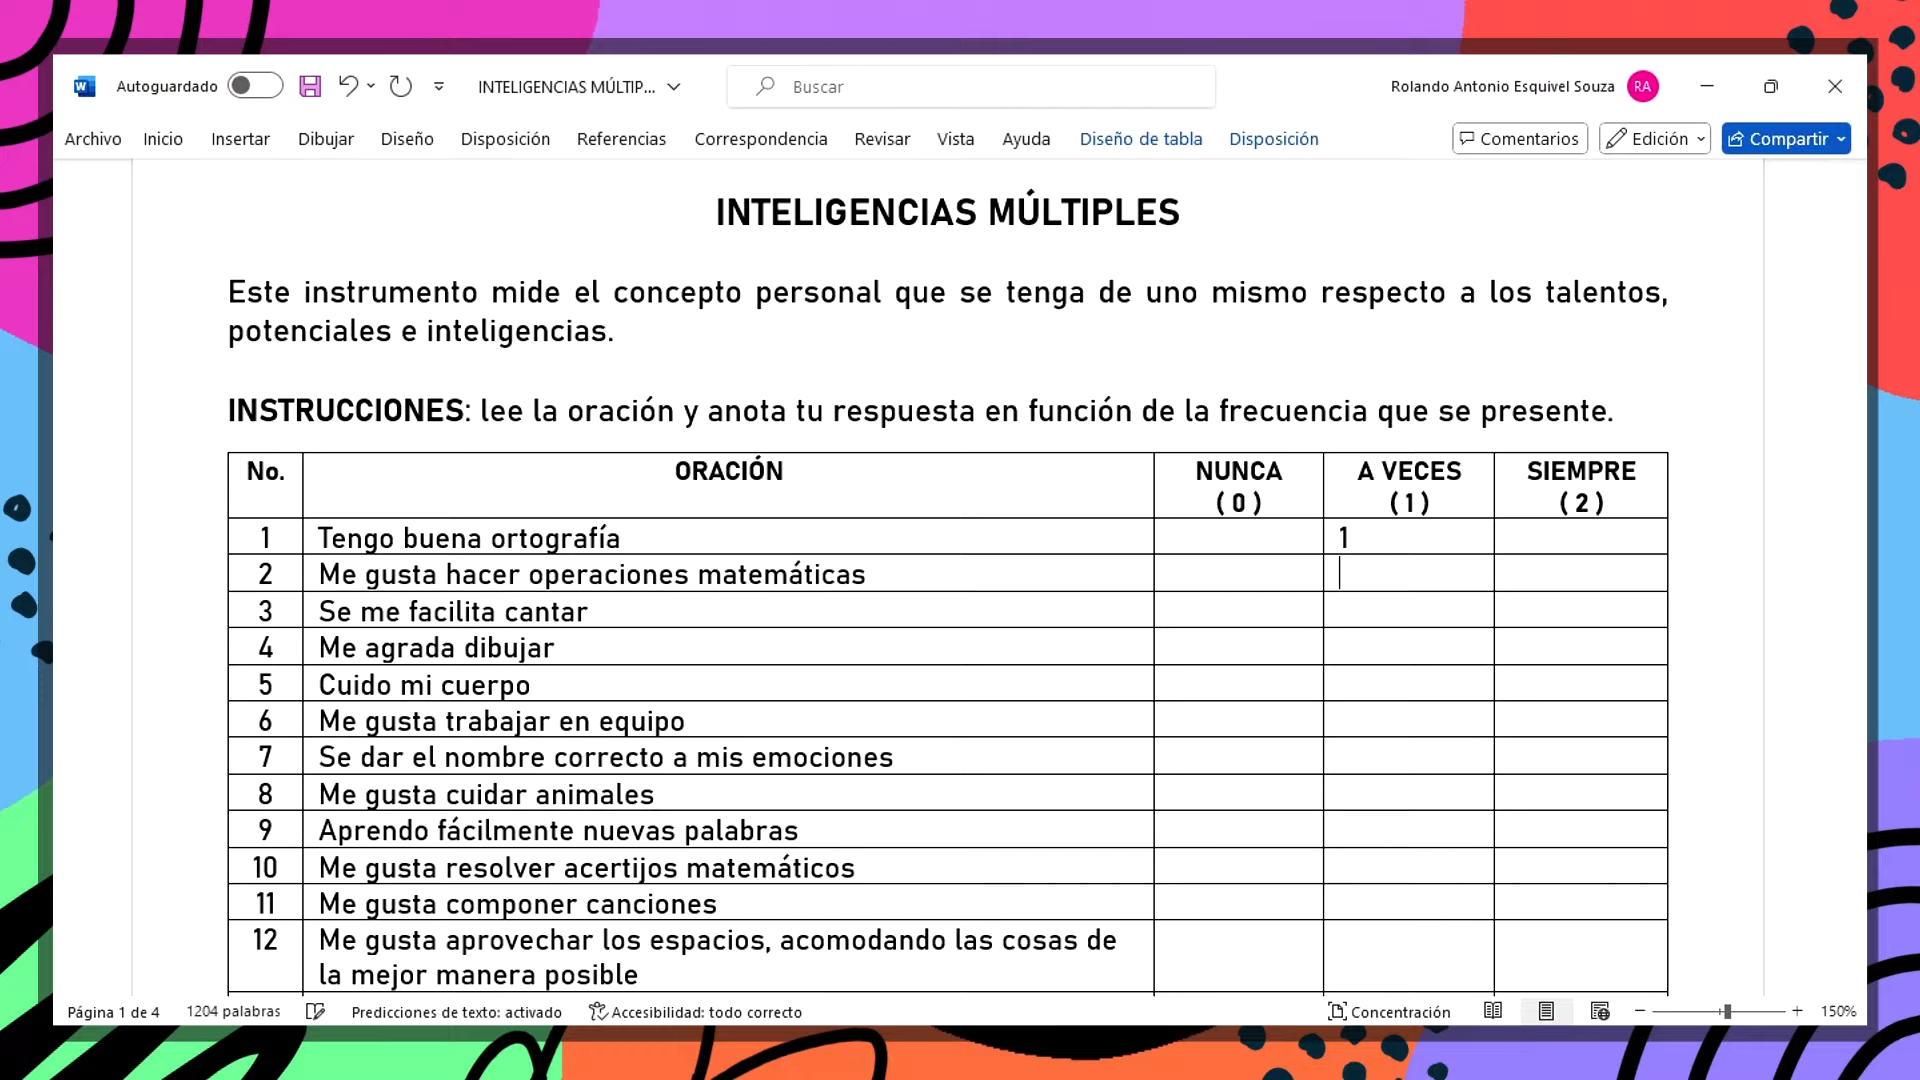 Autoguardado
INTELIGENCIAS MÚLTIP...
Buscar
Rolando Antonio Esquivel Souza
RA
Archivo Inicio Insertar Dibujar Diseño Disposición Referencias Correspondencia Revisar Vista Ayuda Diseño de tabla Disposición
Comentarios Edición Compartir
INTELIGENCIAS MÚLTIPLES
Este instrumento mide el concepto personal que se tenga de uno mismo respecto a los talentos,
potenciales e inteligencias.
INSTRUCCIONES: lee la oración y anota tu respuesta en función de la frecuencia que se presente.
No. ORACIÓN NUNCA A VECES SIEMPRE
( 0 ) ( 1 ) ( 2 )
1 Tengo buena ortografía 1
2 Me gusta hacer operaciones matemáticas
3 Se me facilita cantar
4 Me agrada dibujar
5 Cuido mi cuerpo
6 Me gusta trabajar en equipo
7 Se dar el nombre correcto a mis emociones
8 Me gusta cuidar animales
9 Aprendo fácilmente nuevas palabras
10 Me gusta resolver acertijos matemáticos
11 Me gusta componer canciones
12 Me gusta aprovechar los espacios, acomodando las cosas de
la mejor manera posible
Página 1 de 4 1204 palabras Predicciones de texto: activado Accesibilidad: todo correcto Concentración 150%